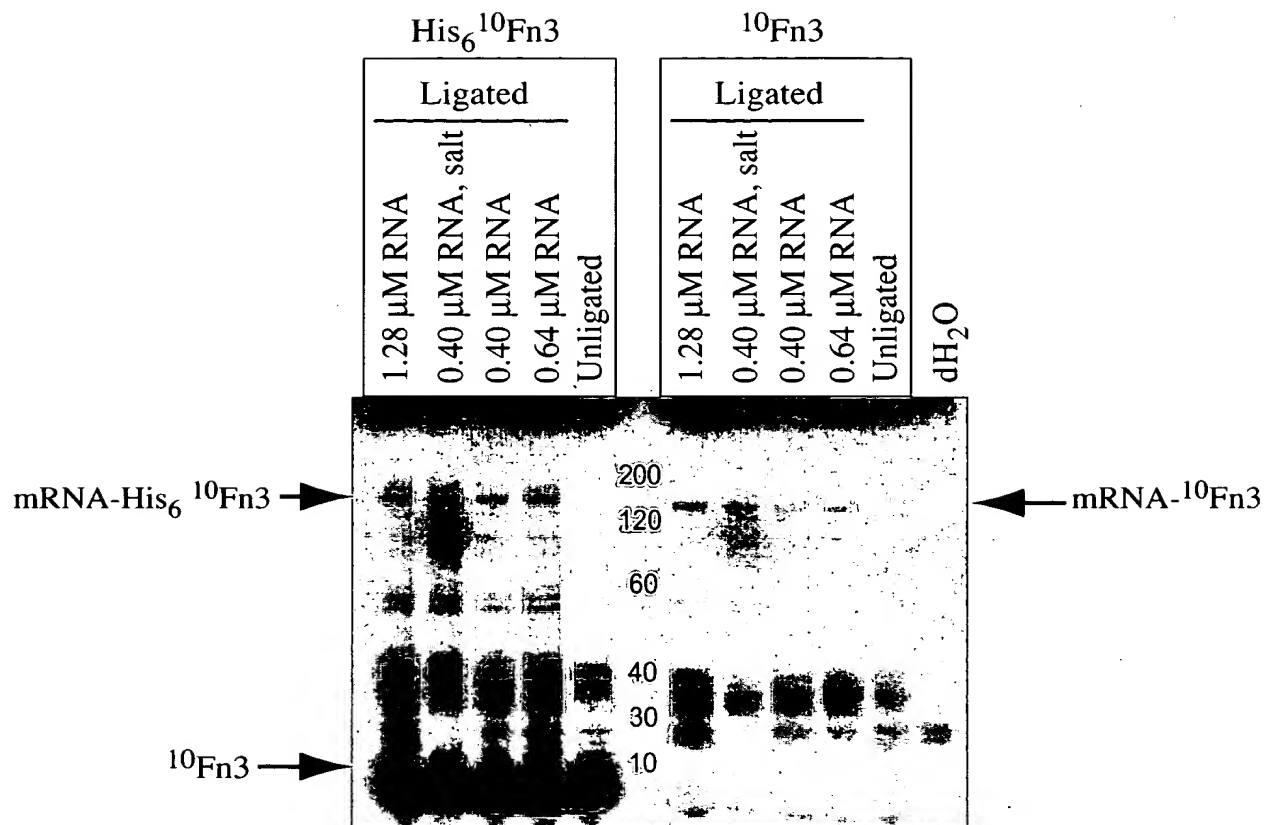 His₆¹⁰Fn3
¹⁰Fn3
Ligated
Ligated
1.28 μM RNA
0.40 μM RNA, salt
0.40 μM RNA
0.64 μM RNA
Unligated
1.28 μM RNA
0.40 μM RNA, salt
0.40 μM RNA
0.64 μM RNA
Unligated
dH₂O
mRNA-His₆ ¹⁰Fn3
200
mRNA-¹⁰Fn3
120
60
40
30
¹⁰Fn3
10